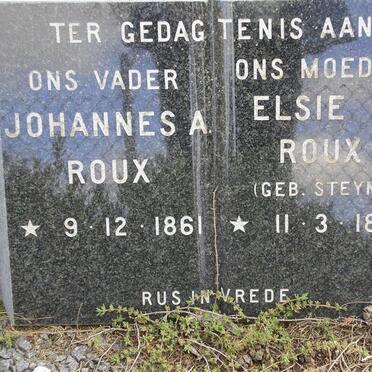 TER GEDAGTENIS AAN
ONS VADER
JOHANNES A.
ROUX
★ 9·12·1861
ONS MOED
ELSIE
ROUX
(GEB. STEYN
★ 11·3·18
RUS IN VREDE